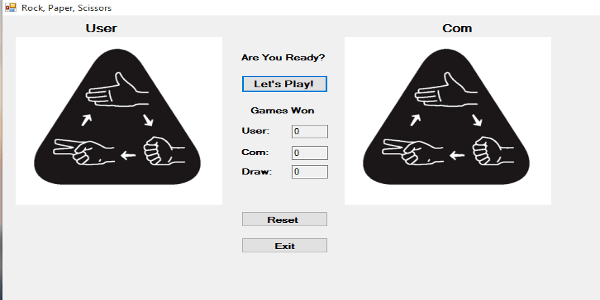 Rock, Paper, Scissors
User
Com
Are You Ready?
Let's Play!
Games Won
User: 0
Com: 0
Draw: 0
Reset
Exit